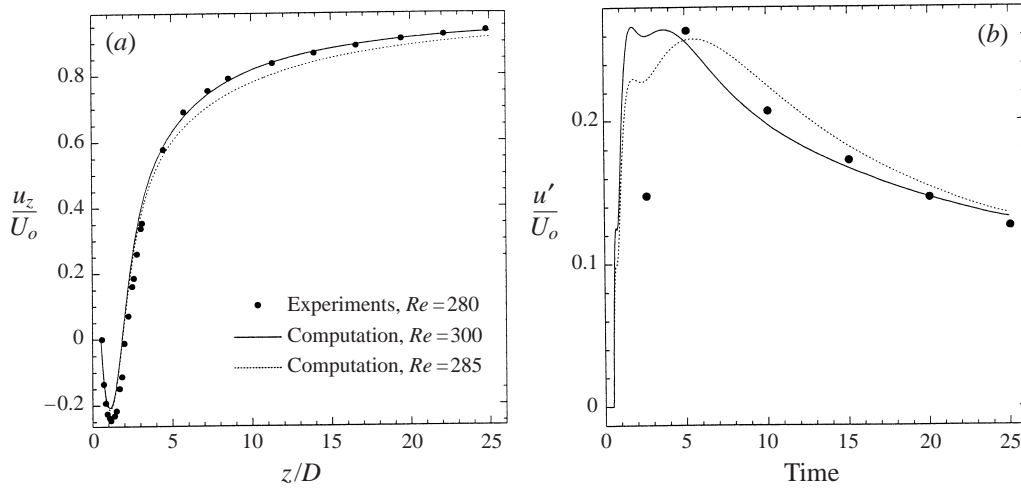 (a)
0.8
0.6
0.4
0.2
0
−0.2
u_z
U_o
0
5
10
15
20
25
z/D
Experiments, Re=280
Computation, Re=300
Computation, Re=285
(b)
0.2
0.1
0
u′
U_o
0
5
10
15
20
25
Time